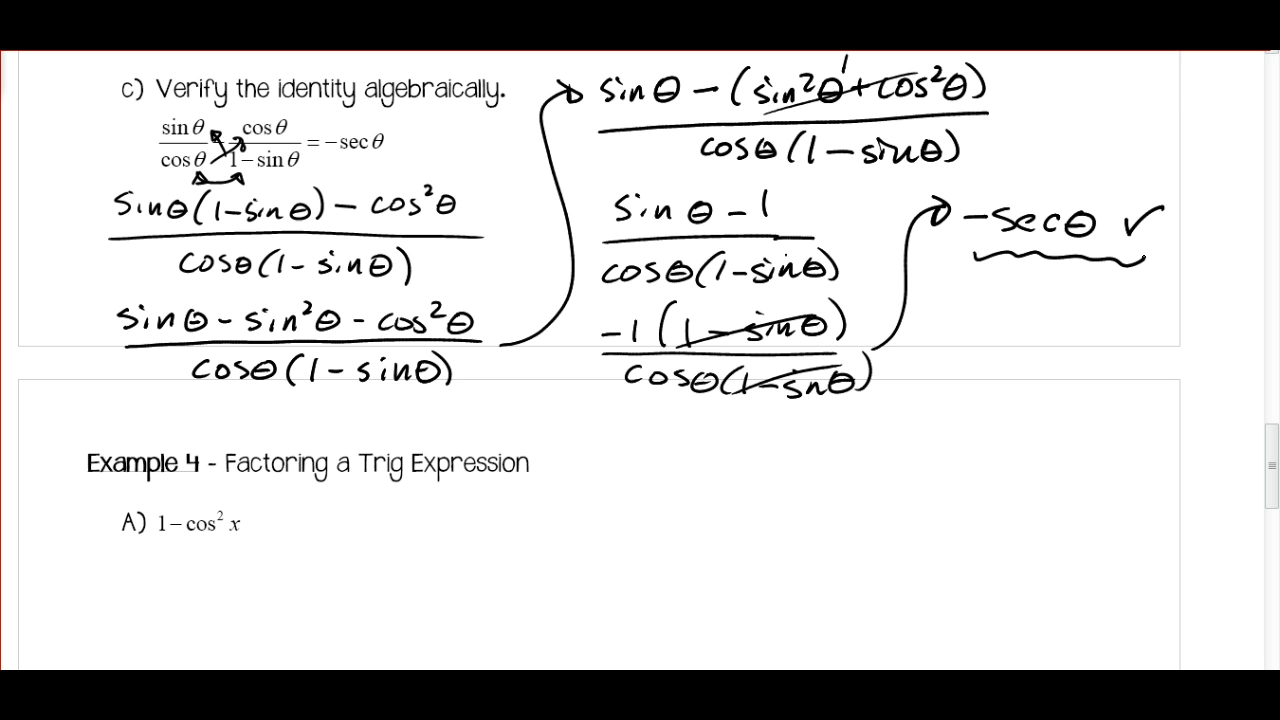 c) Verify the identity algebraically.
sin θ / cos θ - cos θ / 1 − sin θ = − sec θ
sinθ(1-sinθ) - cos²θ / cosθ(1 - sinθ)
sinθ - sin²θ - cos²θ / cosθ(1 - sinθ)
sinθ - (sin²θ + cos²θ) 1 / cosθ(1 - sinθ)
sinθ - 1 / cosθ(1-sinθ)
-1(1 - sinθ) / cosθ(1-sinθ)
-secθ ✓
Example 4 - Factoring a Trig Expression
A) 1 − cos² x